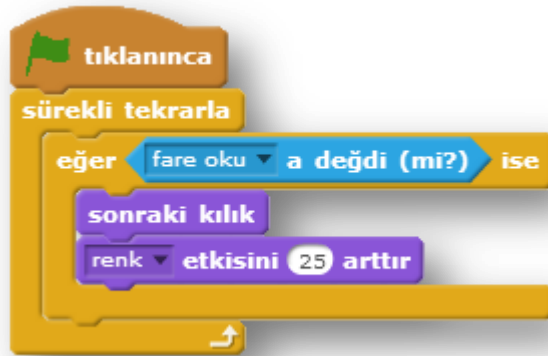 tıklanınca
sürekli tekrarla
eğer fare oku a değdi (mi?) ise
sonraki kılık
renk etkisini 25 arttır